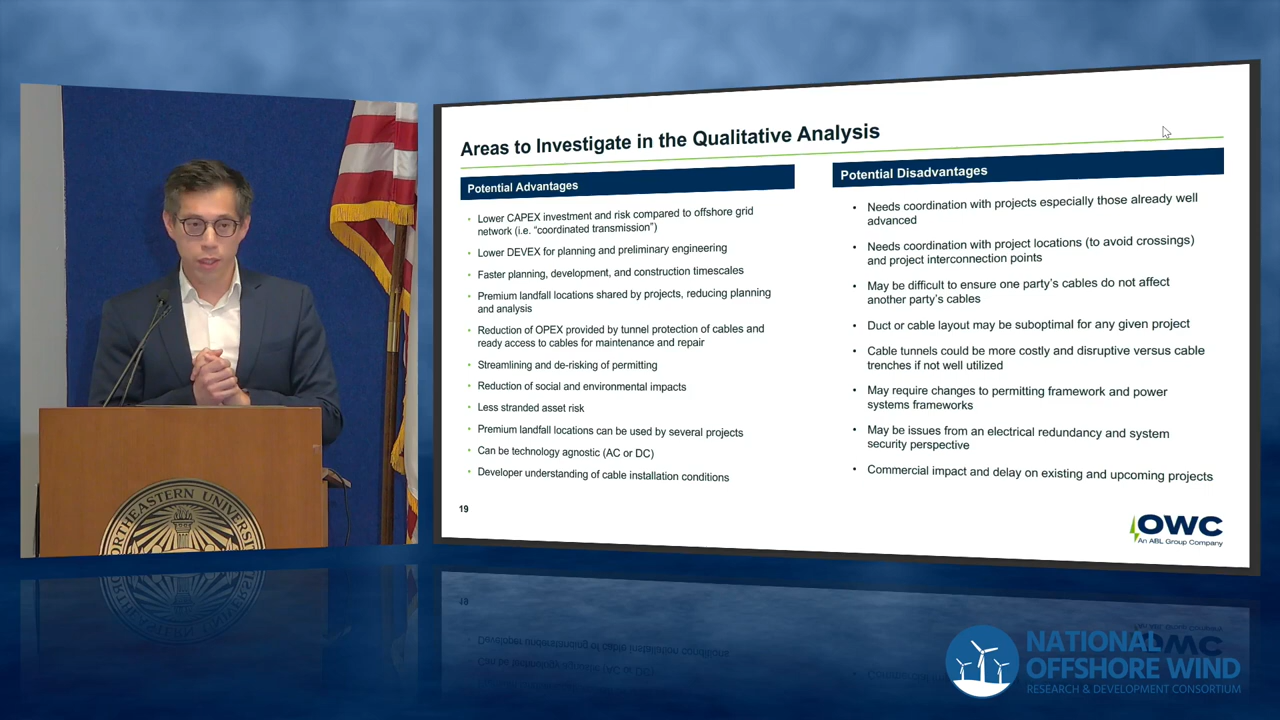 Areas to Investigate in the Qualitative Analysis
Potential Advantages
• Lower CAPEX investment and risk compared to offshore grid
network (i.e. “coordinated transmission”)
• Lower DEVEX for planning and preliminary engineering
• Faster planning, development, and construction timescales
• Premium landfall locations shared by projects, reducing planning
and analysis
• Reduction of OPEX provided by tunnel protection of cables and
ready access to cables for maintenance and repair
• Streamlining and de-risking of permitting
• Reduction of social and environmental impacts
• Less stranded asset risk
• Premium landfall locations can be used by several projects
• Can be technology agnostic (AC or DC)
• Developer understanding of cable installation conditions
Potential Disadvantages
• Needs coordination with projects especially those already well
advanced
• Needs coordination with project locations (to avoid crossings)
and project interconnection points
• May be difficult to ensure one party’s cables do not affect
another party’s cables
• Duct or cable layout may be suboptimal for any given project
• Cable tunnels could be more costly and disruptive versus cable
trenches if not well utilized
• May require changes to permitting framework and power
systems frameworks
• May be issues from an electrical redundancy and system
security perspective
• Commercial impact and delay on existing and upcoming projects
19
OWC
An ABL Group Company
NORTHEASTERN UNIVERSITY
NATIONAL
OFFSHORE WIND
RESEARCH & DEVELOPMENT CONSORTIUM